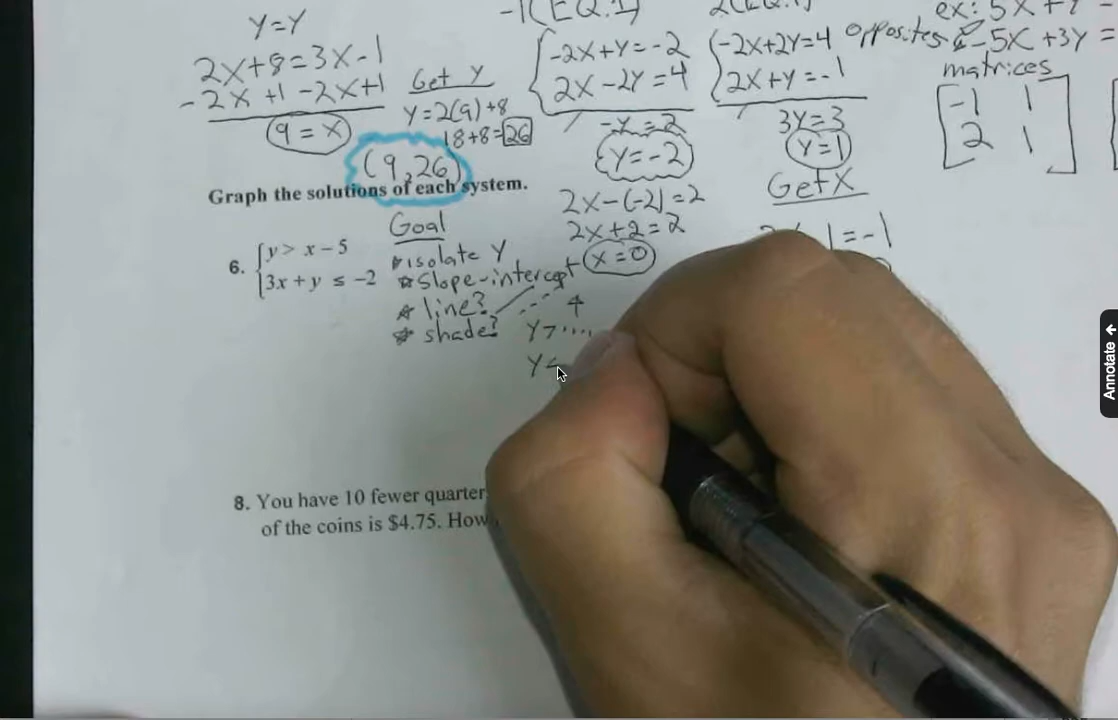 Y=Y
2x+8=3x-1
-2x+1 -2x+1
9=x
Get Y
Y=2(9)+8
18+8=26
(9,26)
-1(EQ.1)
-2x+y=-2
2x-2y=4
-y=2
y=-2
2x-(-2)=2
2x+2=2
x=0
2(EQ.1)
-2x+2y=4
2x+y=-1
3y=3
y=1
Get X
=-1
opposites
ex: 5x+y
-5x+3y=
matrices
-1 1
2 1
Graph the solutions of each system.
6. y > x - 5
3x + y ≤ -2
Goal
isolate Y
slope-intercept
line?
shade?
Y>....
Y<
8. You have 10 fewer quarter
of the coins is $4.75. How
Annotate